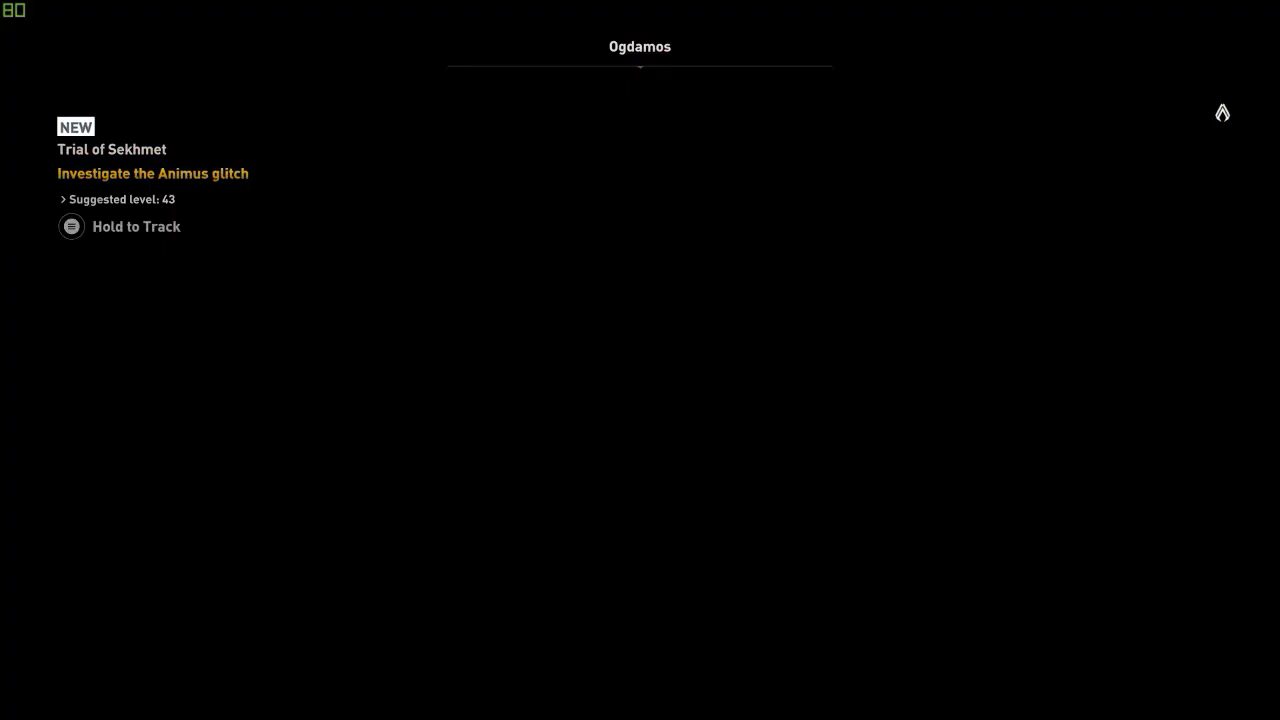 80
Ogdamos
NEW
Trial of Sekhmet
Investigate the Animus glitch
> Suggested level: 43
Hold to Track